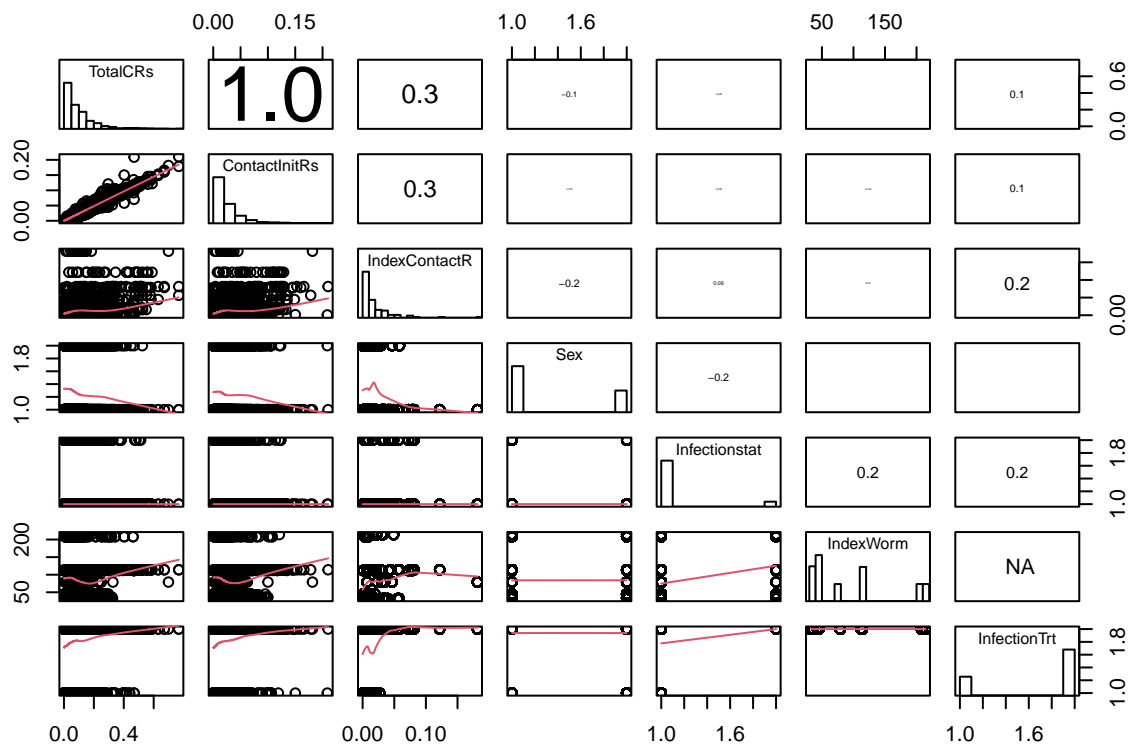 0.00 0.15 1.0 1.6 50 150
TotalCRs 1.0 0.3 −0.1 0.1 0.0 0.6
0.00 0.20 ContactInitRs 0.3 0.1
IndexContactR −0.2 0.09 0.2 0.00
1.0 1.8 Sex −0.2
Infectionstat 0.2 0.2 1.0 1.8
50 200 IndexWorm NA
InfectionTrt 1.0 1.8
0.0 0.4 0.00 0.10 1.0 1.6 1.0 1.6